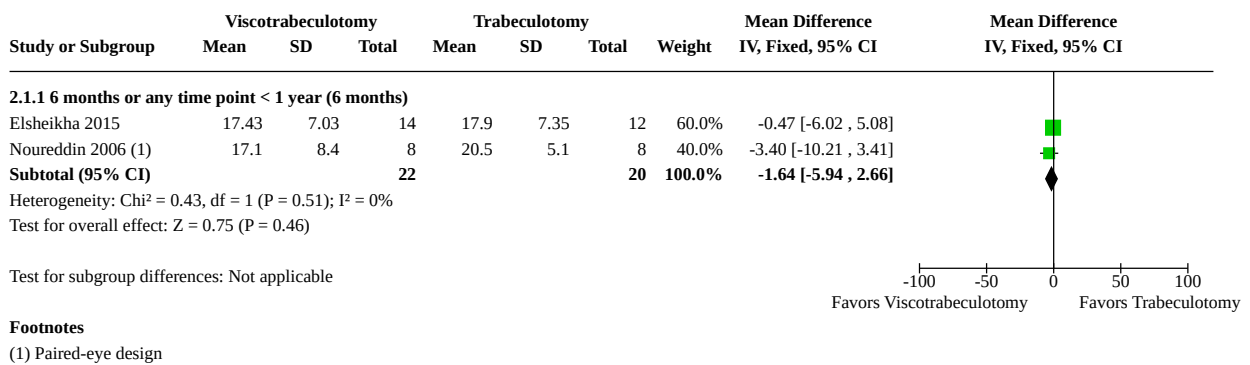 Viscotrabeculotomy Trabeculotomy Mean Difference Mean Difference
Study or Subgroup Mean SD Total Mean SD Total Weight IV, Fixed, 95% CI IV, Fixed, 95% CI
2.1.1 6 months or any time point < 1 year (6 months)
Elsheikha 2015 17.43 7.03 14 17.9 7.35 12 60.0% -0.47 [-6.02 , 5.08]
Noureddin 2006 (1) 17.1 8.4 8 20.5 5.1 8 40.0% -3.40 [-10.21 , 3.41]
Subtotal (95% CI) 22 20 100.0% -1.64 [-5.94 , 2.66]
Heterogeneity: Chi² = 0.43, df = 1 (P = 0.51); I² = 0%
Test for overall effect: Z = 0.75 (P = 0.46)
Test for subgroup differences: Not applicable
-100 -50 0 50 100
Favors Viscotrabeculotomy Favors Trabeculotomy
Footnotes
(1) Paired-eye design